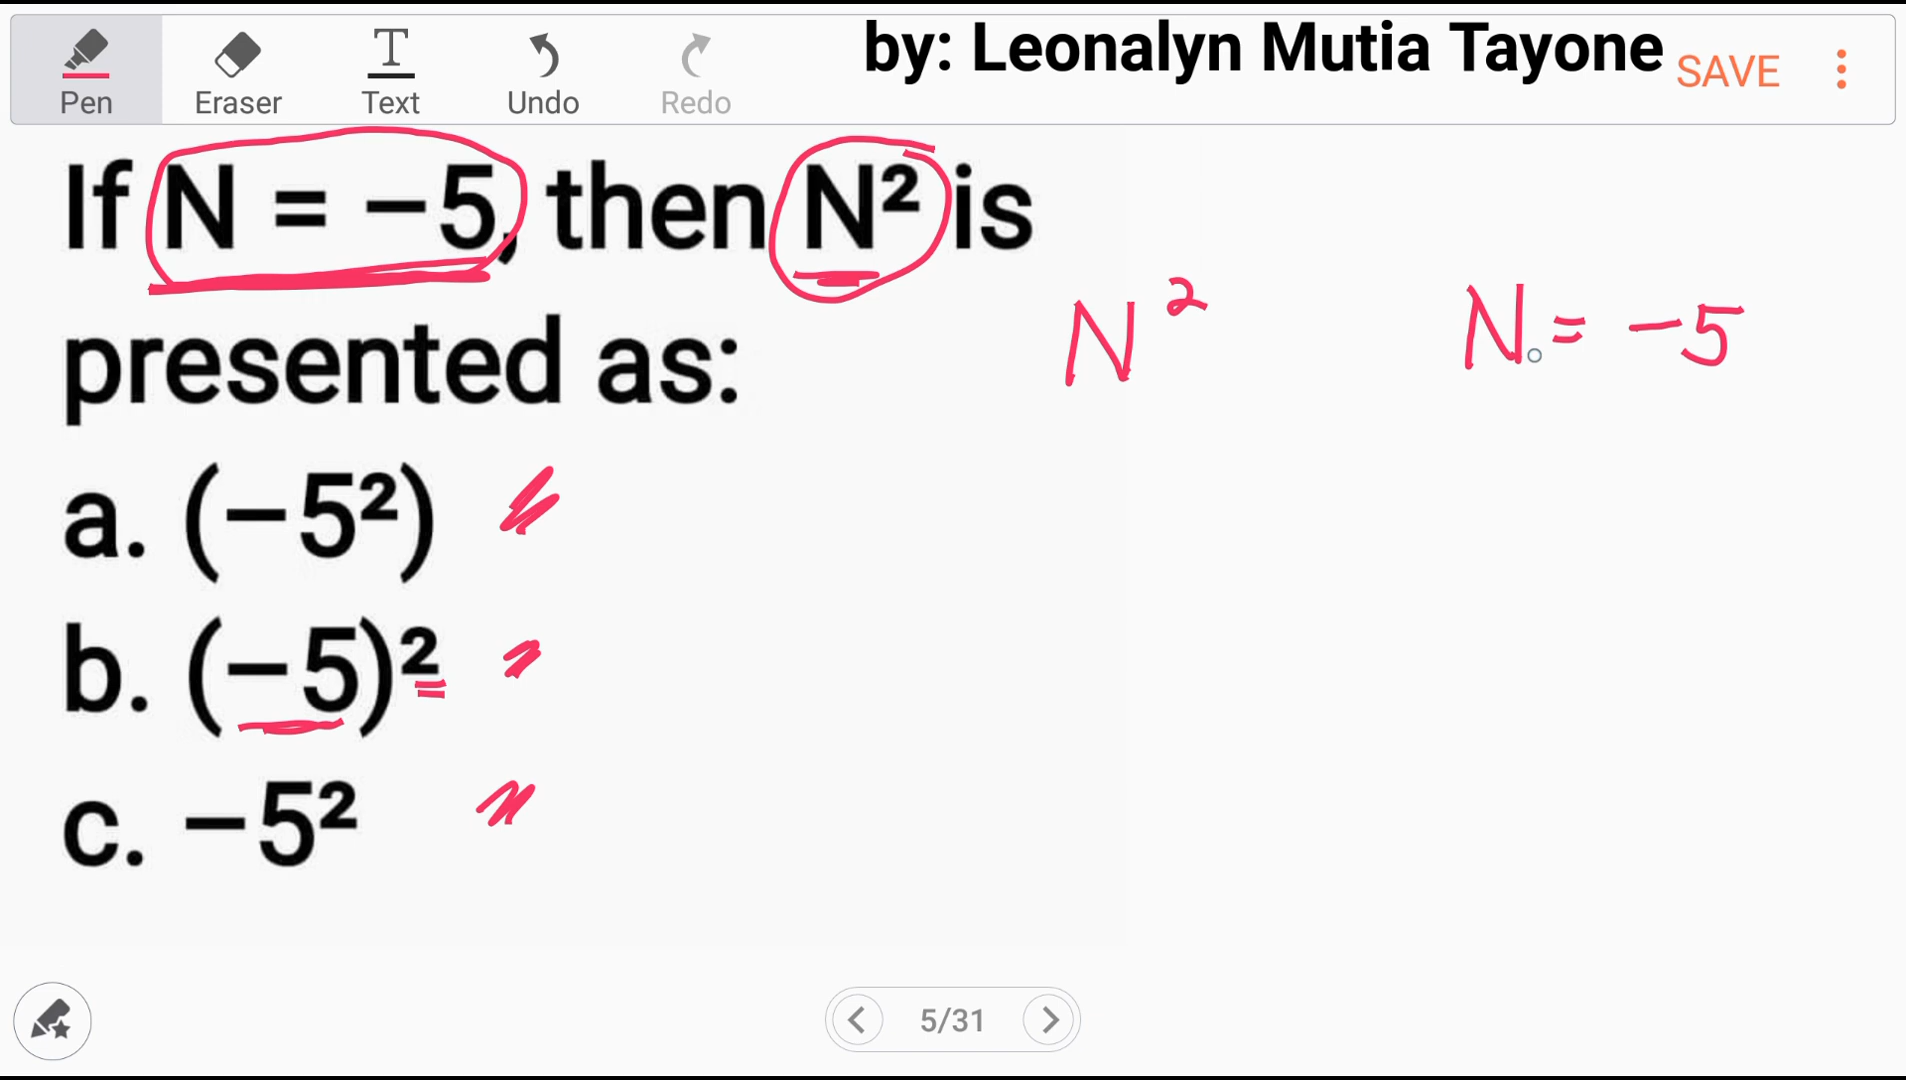 by: Leonalyn Mutia Tayone
Pen Eraser Text Undo Redo SAVE
If N = −5, then N² is
presented as:
N² N = -5
a. (−5²)
b. (−5)²
c. −5²
5/31